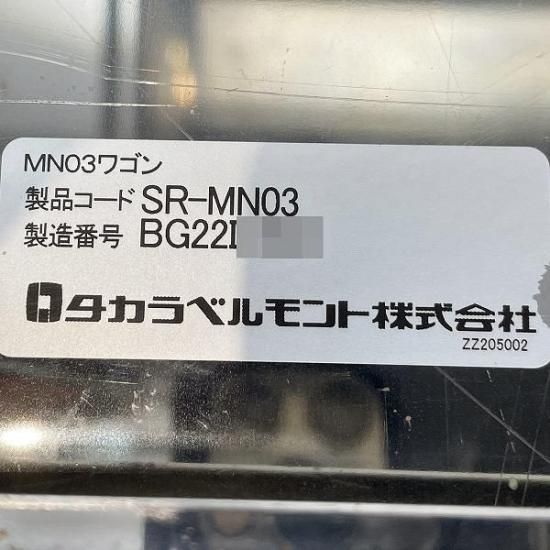 MN03ワゴン
製品コード SR-MN03
製造番号 BG22
タカラベルモント株式会社
ZZ205002